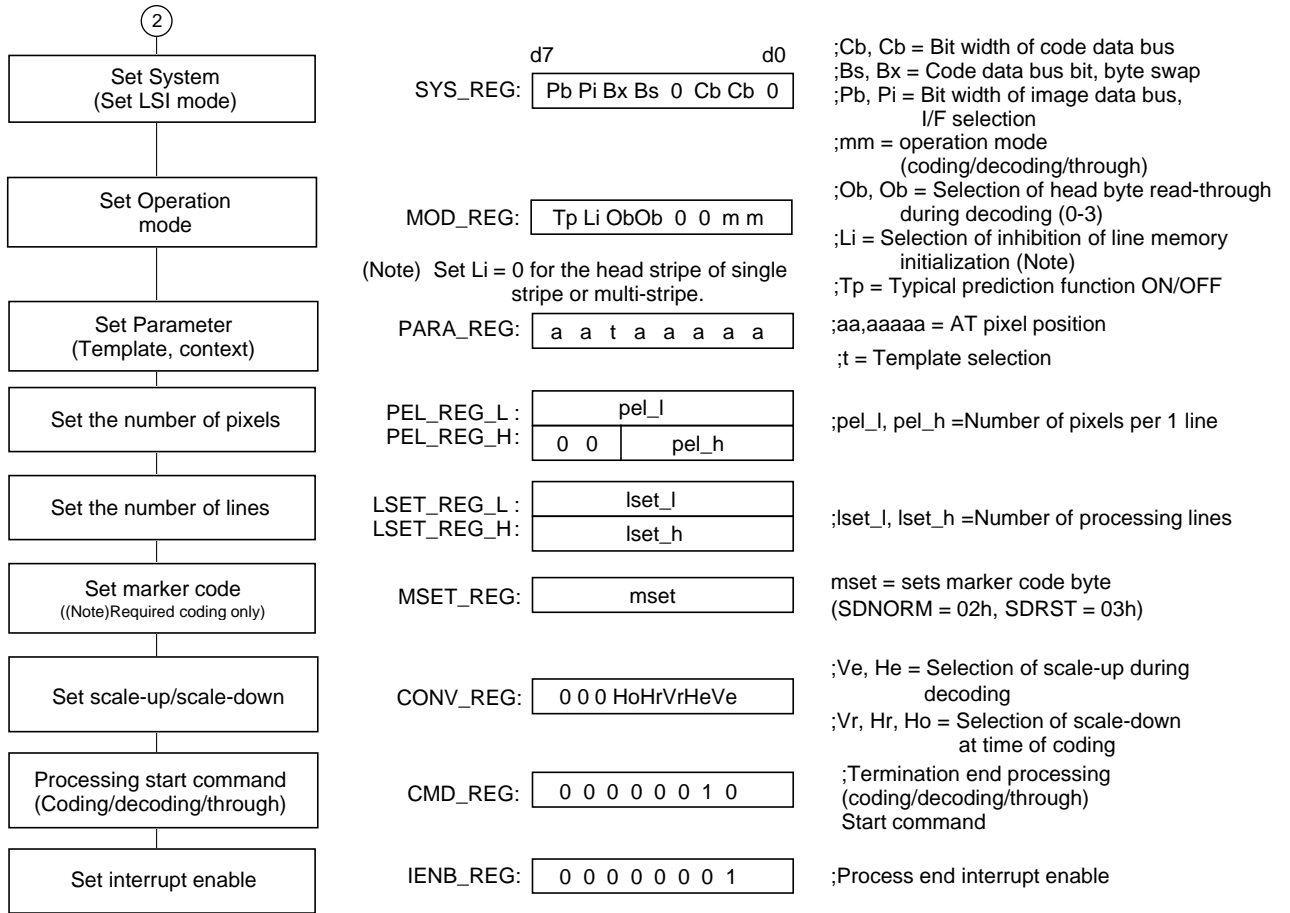 2
Set System
(Set LSI mode)
d7 d0
SYS_REG: Pb Pi Bx Bs 0 Cb Cb 0
;Cb, Cb = Bit width of code data bus
;Bs, Bx = Code data bus bit, byte swap
;Pb, Pi = Bit width of image data bus,
I/F selection
;mm = operation mode
(coding/decoding/through)
Set Operation
mode
MOD_REG: Tp Li ObOb 0 0 m m
;Ob, Ob = Selection of head byte read-through
during decoding (0-3)
;Li = Selection of inhibition of line memory
initialization (Note)
;Tp = Typical prediction function ON/OFF
(Note) Set Li = 0 for the head stripe of single
stripe or multi-stripe.
Set Parameter
(Template, context)
PARA_REG: a a t a a a a a
;aa,aaaaa = AT pixel position
;t = Template selection
Set the number of pixels
PEL_REG_L : pel_l
PEL_REG_H: 0 0 pel_h
;pel_l, pel_h =Number of pixels per 1 line
Set the number of lines
LSET_REG_L : lset_l
LSET_REG_H: lset_h
;lset_l, lset_h =Number of processing lines
Set marker code
((Note)Required coding only)
MSET_REG: mset
mset = sets marker code byte
(SDNORM = 02h, SDRST = 03h)
Set scale-up/scale-down
CONV_REG: 0 0 0 HoHrVrHeVe
;Ve, He = Selection of scale-up during
decoding
;Vr, Hr, Ho = Selection of scale-down
at time of coding
Processing start command
(Coding/decoding/through)
CMD_REG: 0 0 0 0 0 0 1 0
;Termination end processing
(coding/decoding/through)
Start command
Set interrupt enable
IENB_REG: 0 0 0 0 0 0 0 1
;Process end interrupt enable